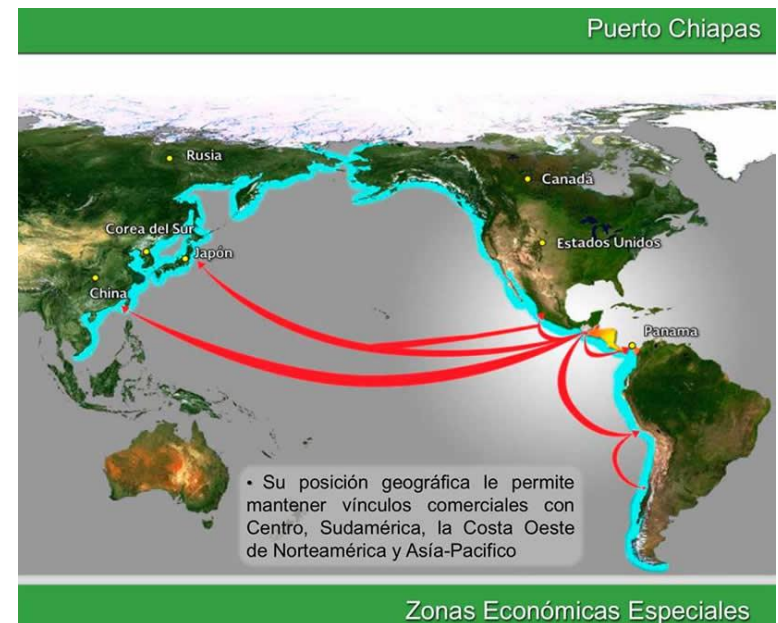 Puerto Chiapas
Rusia
Canadá
Corea del Sur
Estados Unidos
Japón
China
Panama
• Su posición geográfica le permite
mantener vínculos comerciales con
Centro, Sudamérica, la Costa Oeste
de Norteamérica y Asía-Pacifico
Zonas Económicas Especiales